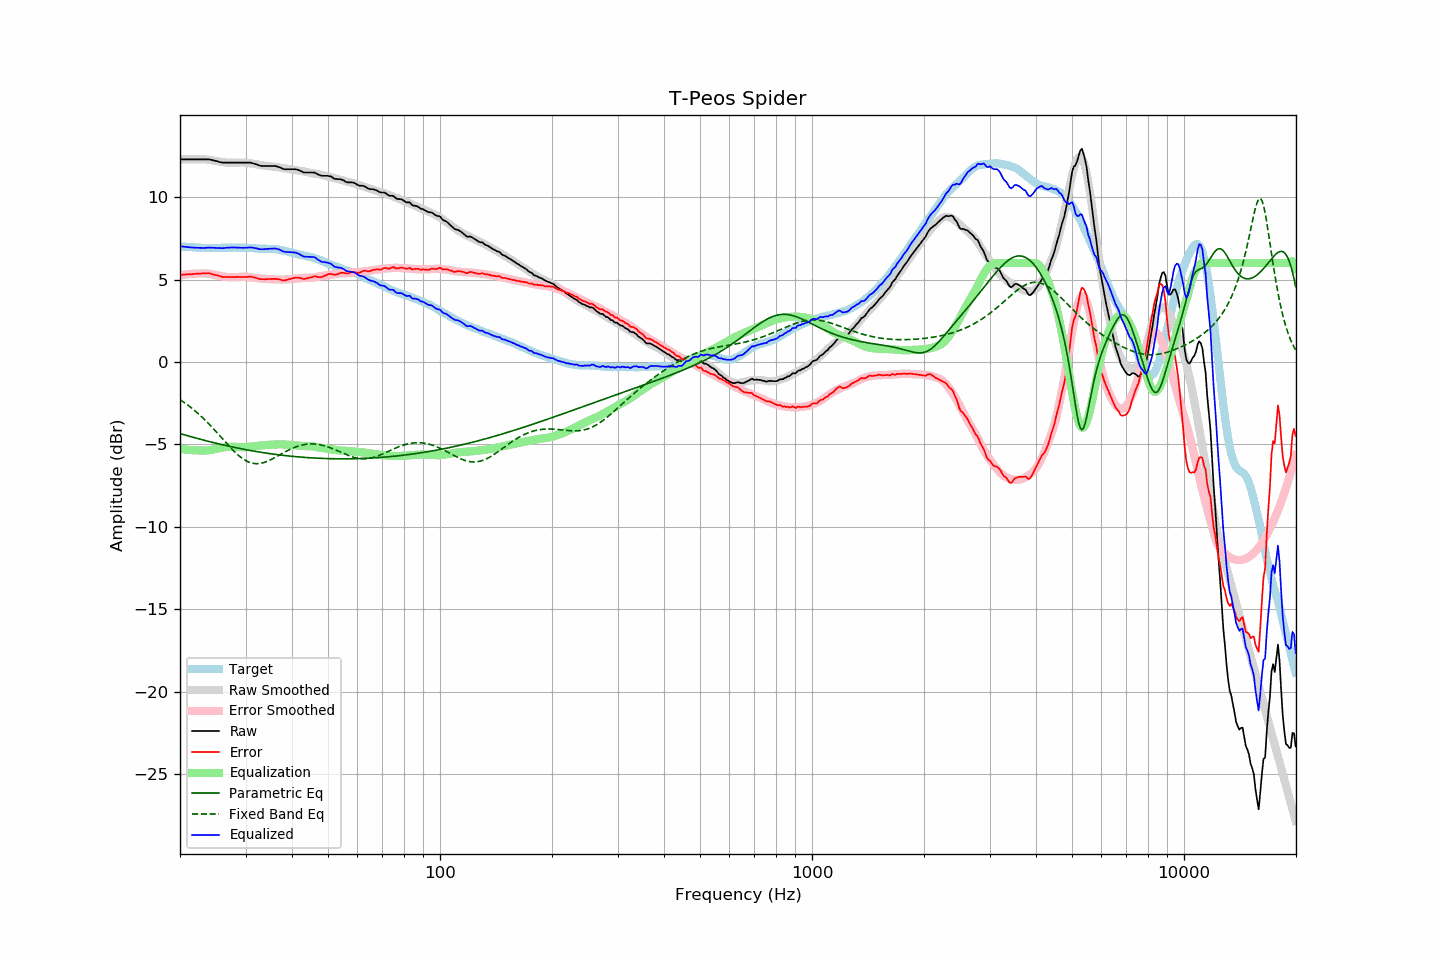 T-Peos Spider
10
5
0
−5
−10
−15
−20
−25
Amplitude (dBr)
Target
Raw Smoothed
Error Smoothed
Raw
Error
Equalization
Parametric Eq
Fixed Band Eq
Equalized
100
1000
10000
Frequency (Hz)